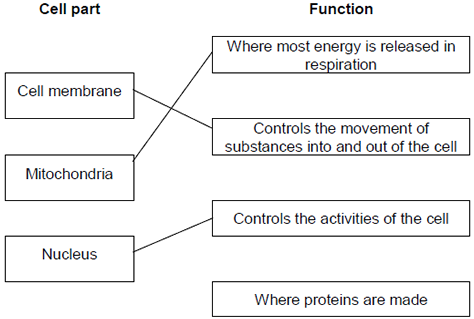 Cell part
Function
Where most energy is released in
respiration
Cell membrane
Controls the movement of
substances into and out of the cell
Mitochondria
Controls the activities of the cell
Nucleus
Where proteins are made